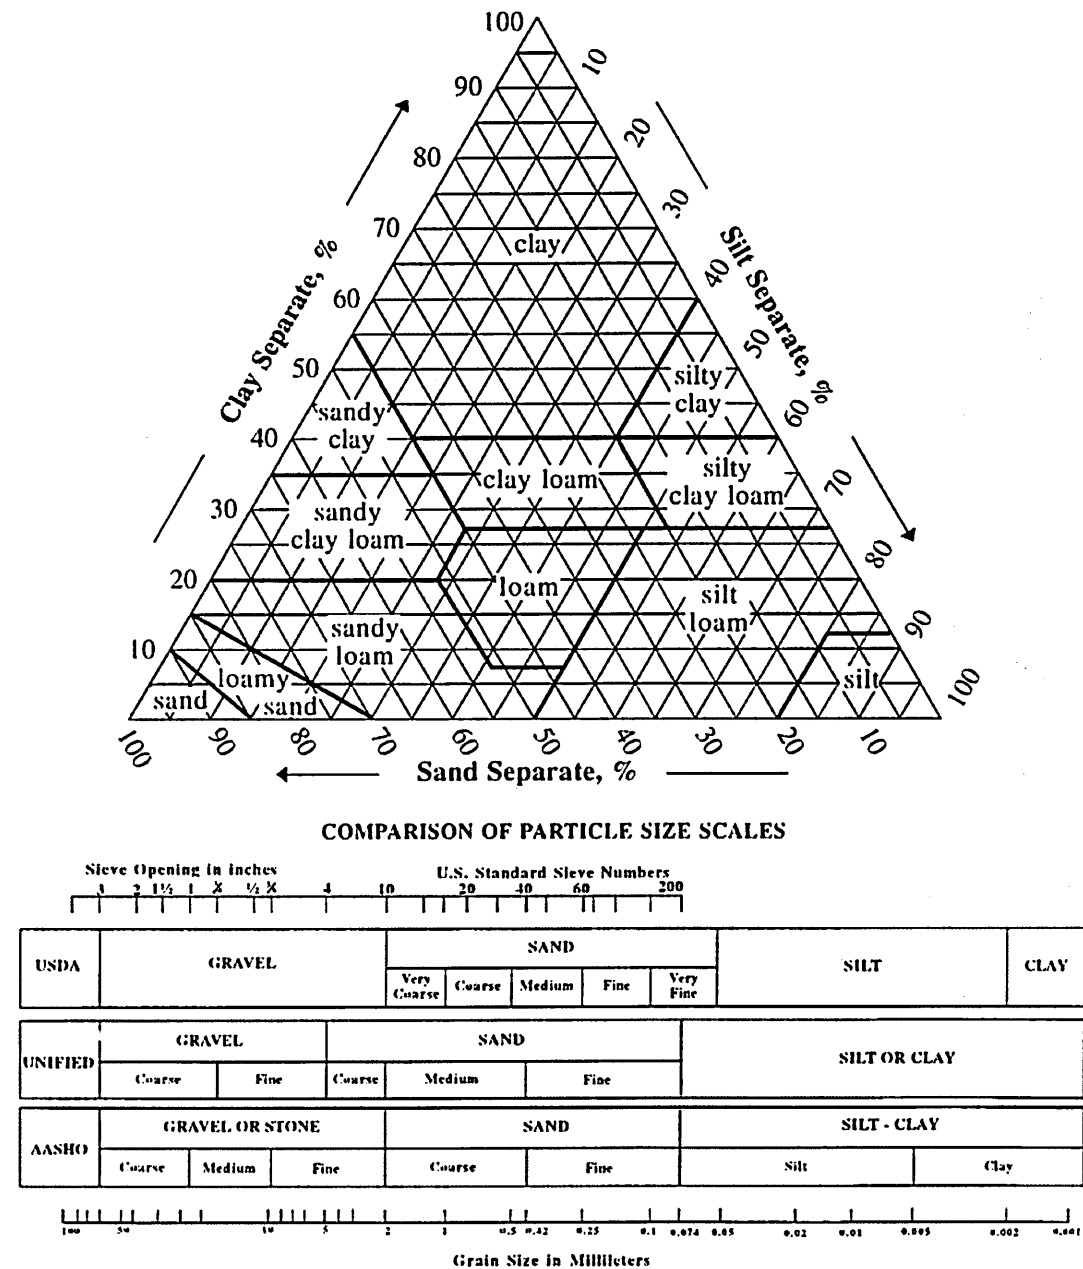 100
10
90
20
80
30
70
clay
40
60
50
50
silty
clay
60
sandy
clay
40
silty
clay loam
clay loam
70
30
sandy
clay loam
80
20
loam
silt
loam
90
sandy
loam
10
loamy
sand
sand
silt
100
Clay Separate, %
Silt Separate, %
100 90 80 70 60 50 40 30 20 10
Sand Separate, %
COMPARISON OF PARTICLE SIZE SCALES
Sieve Opening in inches U.S. Standard Sieve Numbers
3 2 1½ 1 ½ 4 10 20 40 60 200
USDA GRAVEL SAND SILT CLAY
Very Coarse Coarse Medium Fine Very Fine
UNIFIED GRAVEL SAND SILT OR CLAY
Coarse Fine Coarse Medium Fine
AASHO GRAVEL OR STONE SAND SILT - CLAY
Coarse Medium Fine Coarse Fine Silt Clay
100 50 10 5 2 1 0.5 0.42 0.25 0.1 0.074 0.05 0.02 0.01 0.005 0.002 0.001
Grain Size in Millileters